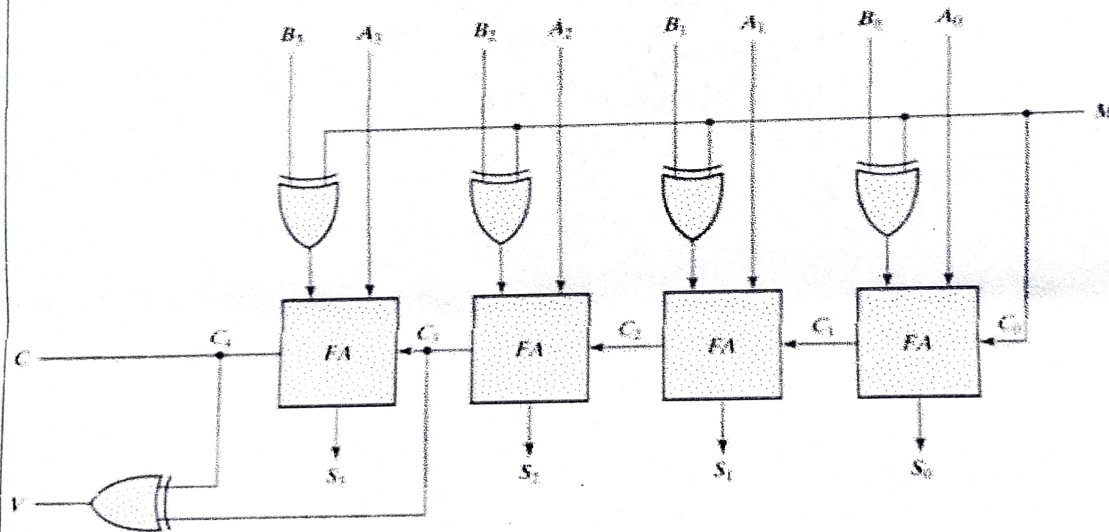 B₃ A₃ B₂ A₂ B₁ A₁ B₀ A₀
M
C C₄ FA C₃ FA C₂ FA C₁ FA C₀
S₃ S₂ S₁ S₀
V